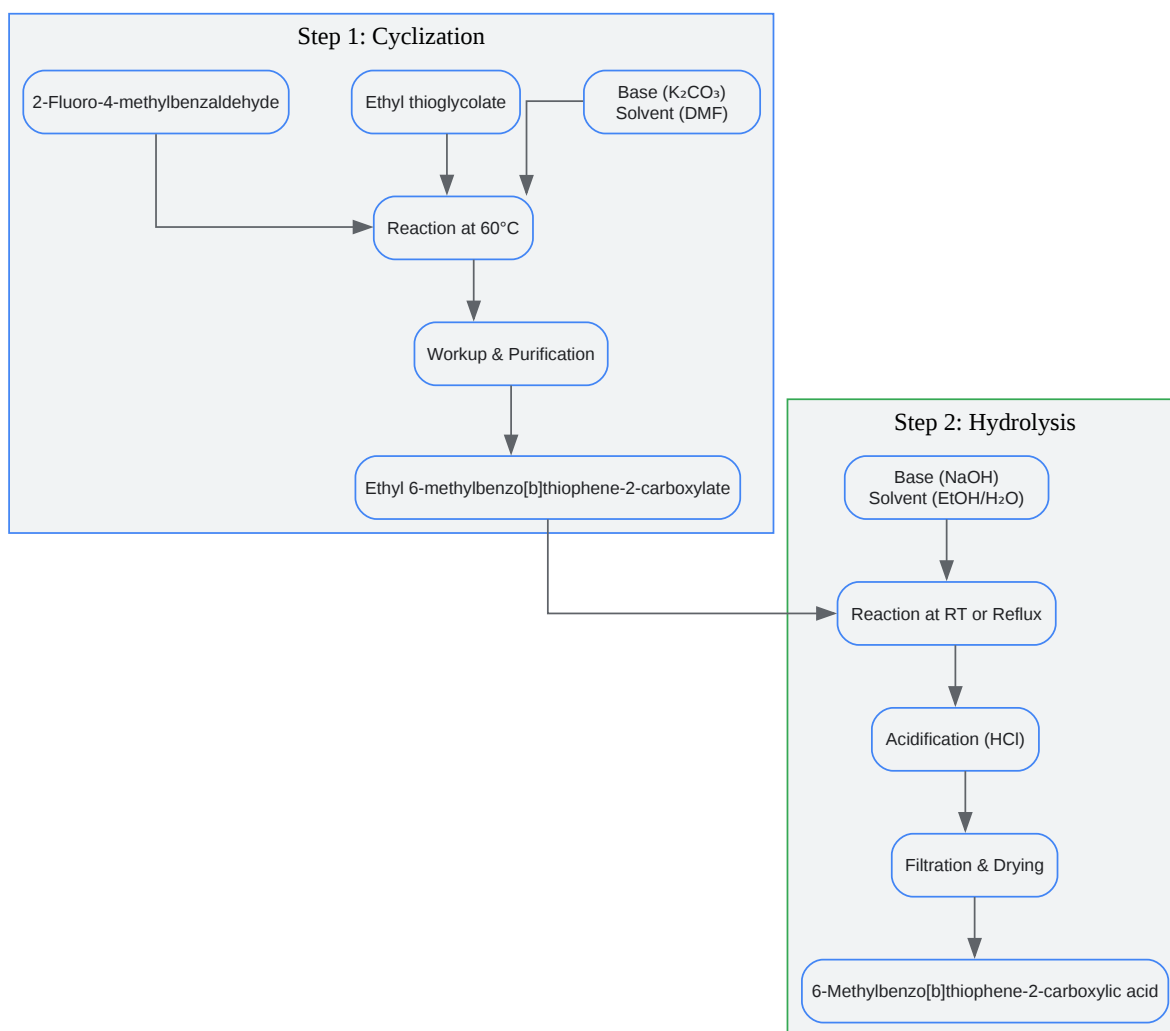 Step 1: Cyclization
2-Fluoro-4-methylbenzaldehyde
Ethyl thioglycolate
Base (K₂CO₃)
Solvent (DMF)
Reaction at 60°C
Workup & Purification
Ethyl 6-methylbenzo[b]thiophene-2-carboxylate
Step 2: Hydrolysis
Base (NaOH)
Solvent (EtOH/H₂O)
Reaction at RT or Reflux
Acidification (HCl)
Filtration & Drying
6-Methylbenzo[b]thiophene-2-carboxylic acid